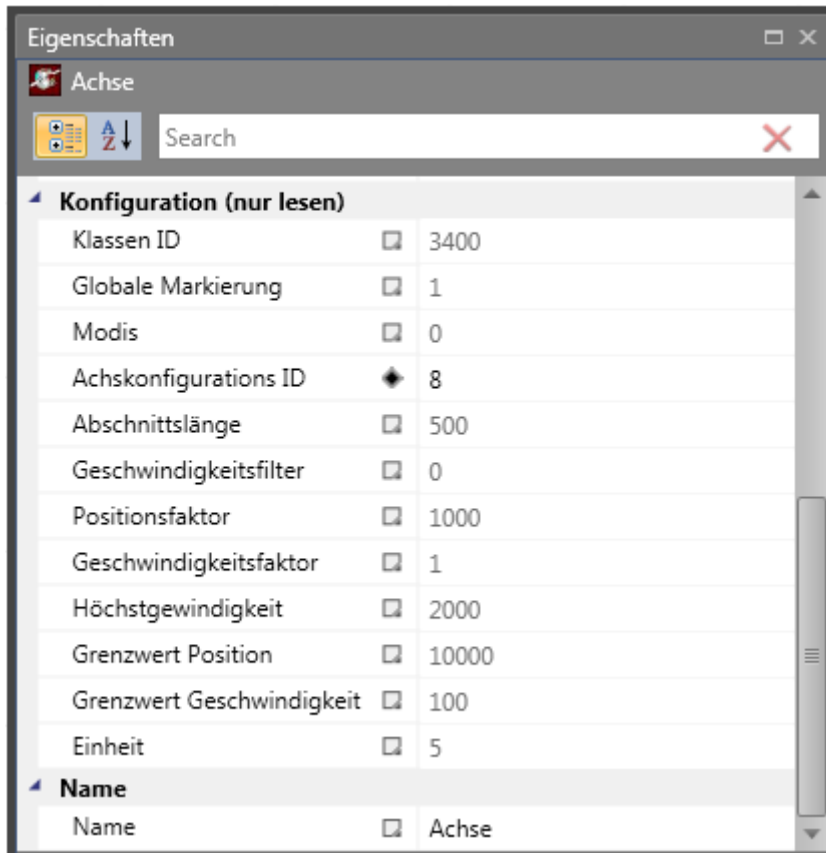 Eigenschaften
Achse
A
Z
Search
Konfiguration (nur lesen)
Klassen ID 3400
Globale Markierung 1
Modis 0
Achskonfigurations ID 8
Abschnittslänge 500
Geschwindigkeitsfilter 0
Positionsfaktor 1000
Geschwindigkeitsfaktor 1
Höchstgewindigkeit 2000
Grenzwert Position 10000
Grenzwert Geschwindigkeit 100
Einheit 5
Name
Name Achse